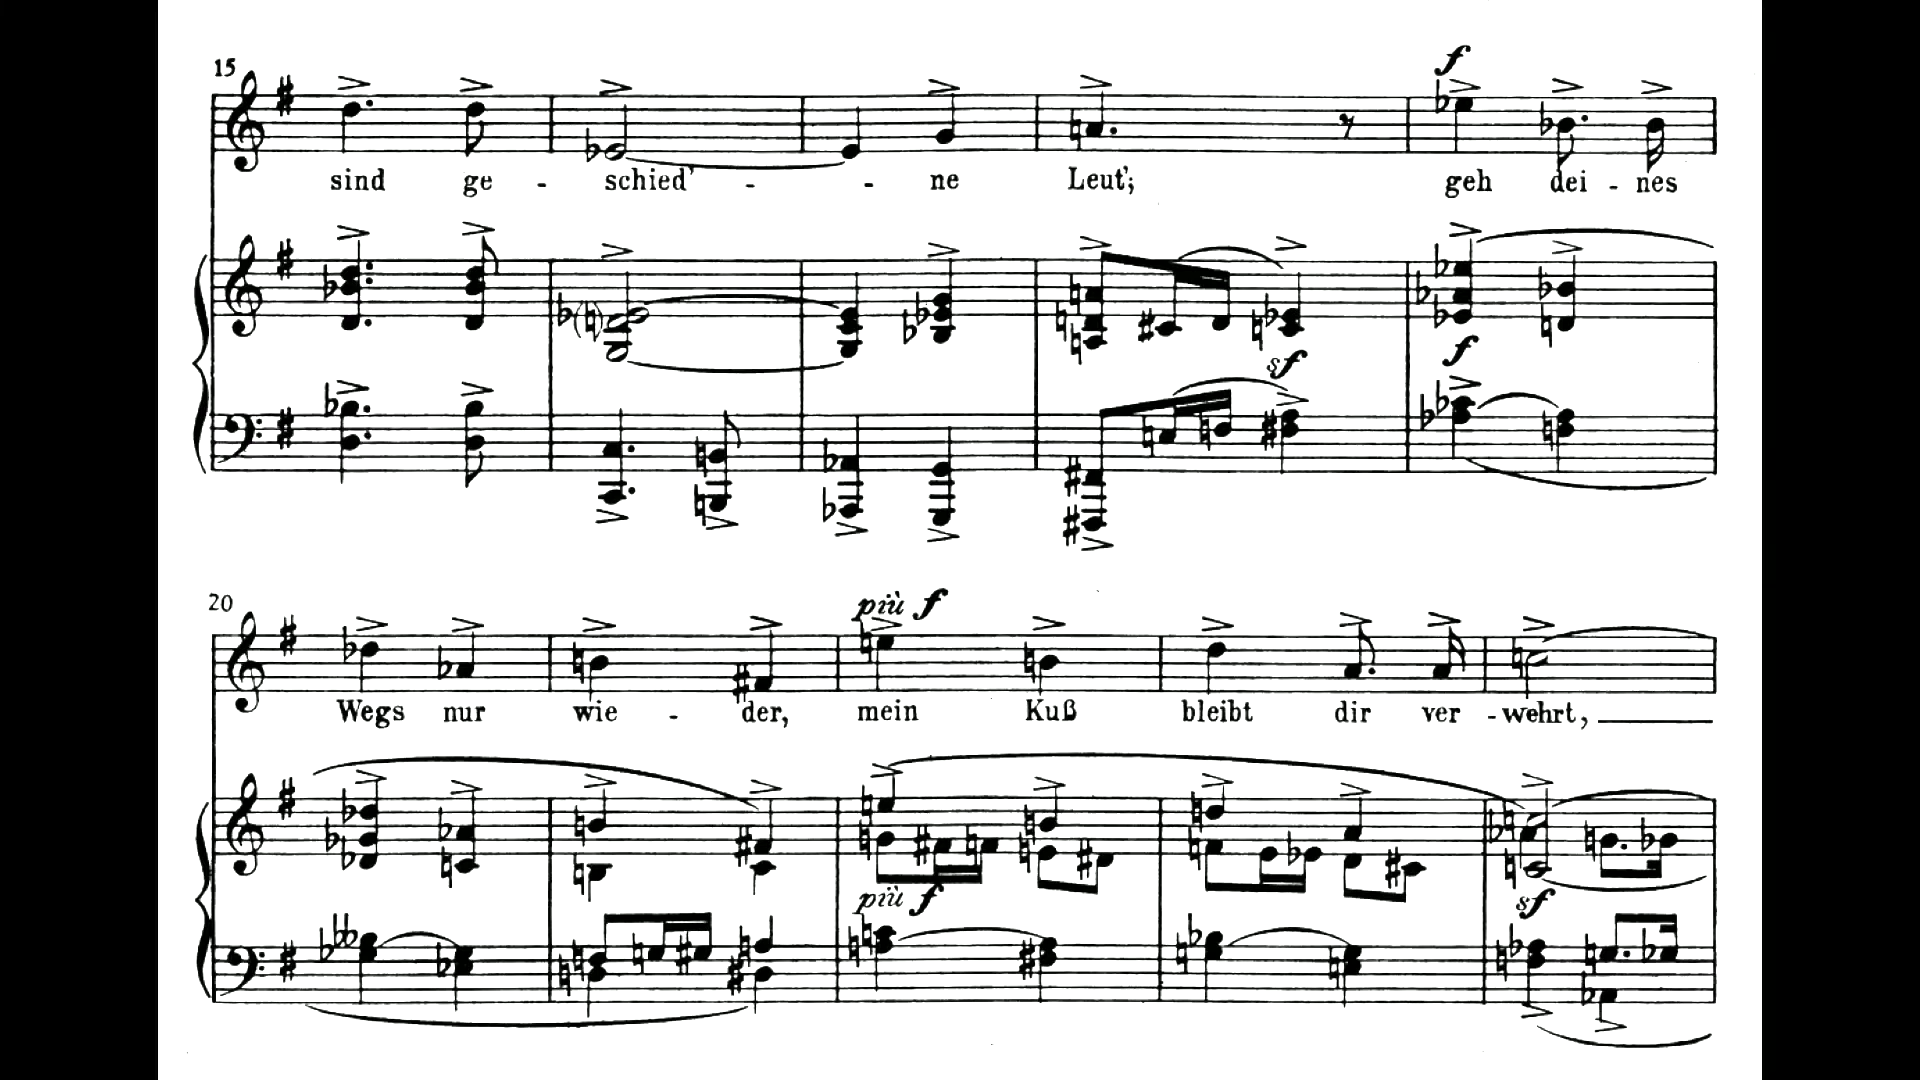 15
f
sind ge - schied' - - ne Leut'; geh dei - nes
sf f
20
più f
Wegs nur wie - der, mein Kuß bleibt dir ver - wehrt,
più f sf